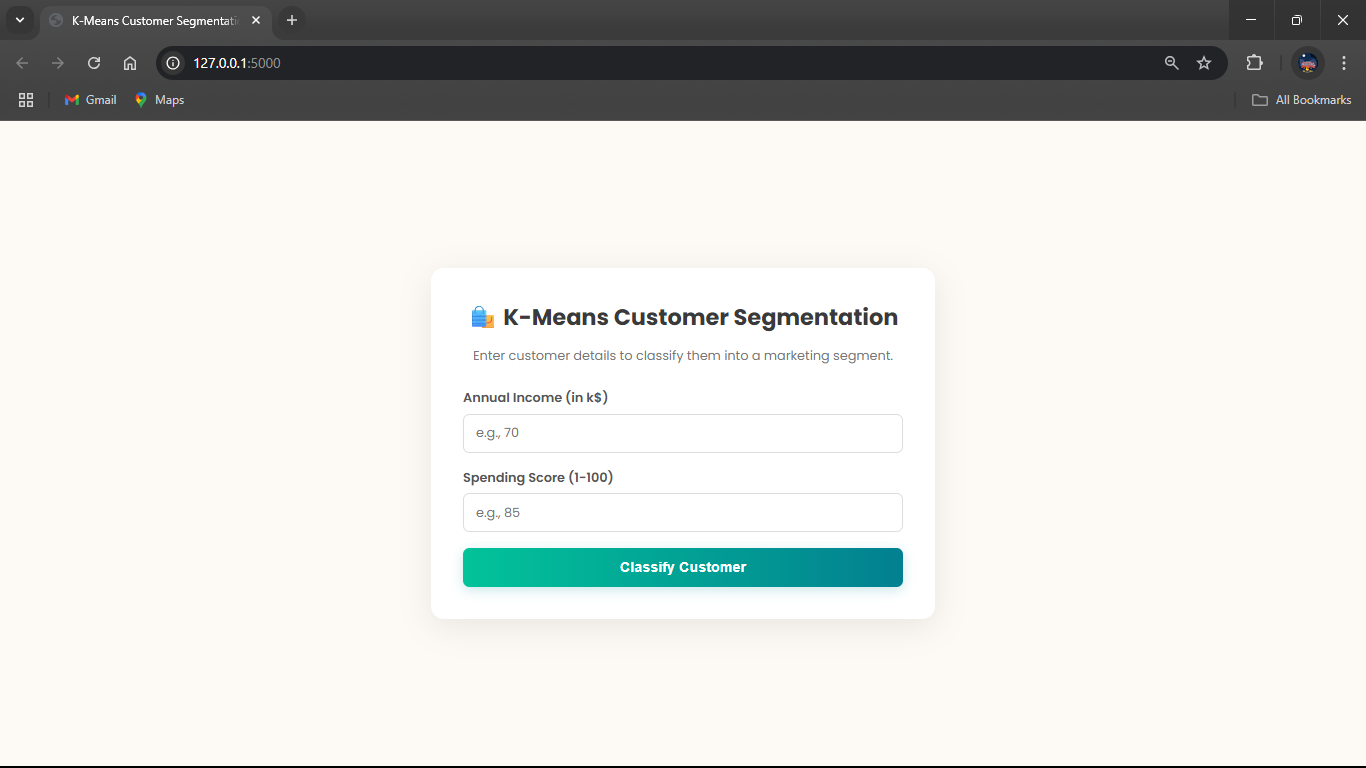 K-Means Customer Segmentati
127.0.0.1:5000
Gmail
Maps
All Bookmarks
K-Means Customer Segmentation
Enter customer details to classify them into a marketing segment.
Annual Income (in k$)
e.g., 70
Spending Score (1-100)
e.g., 85
Classify Customer